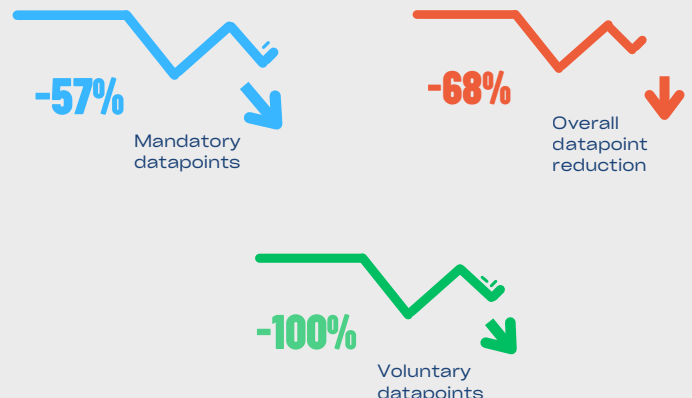 -57%
Mandatory
datapoints
-68%
Overall
datapoint
reduction
-100%
Voluntary
datapoints